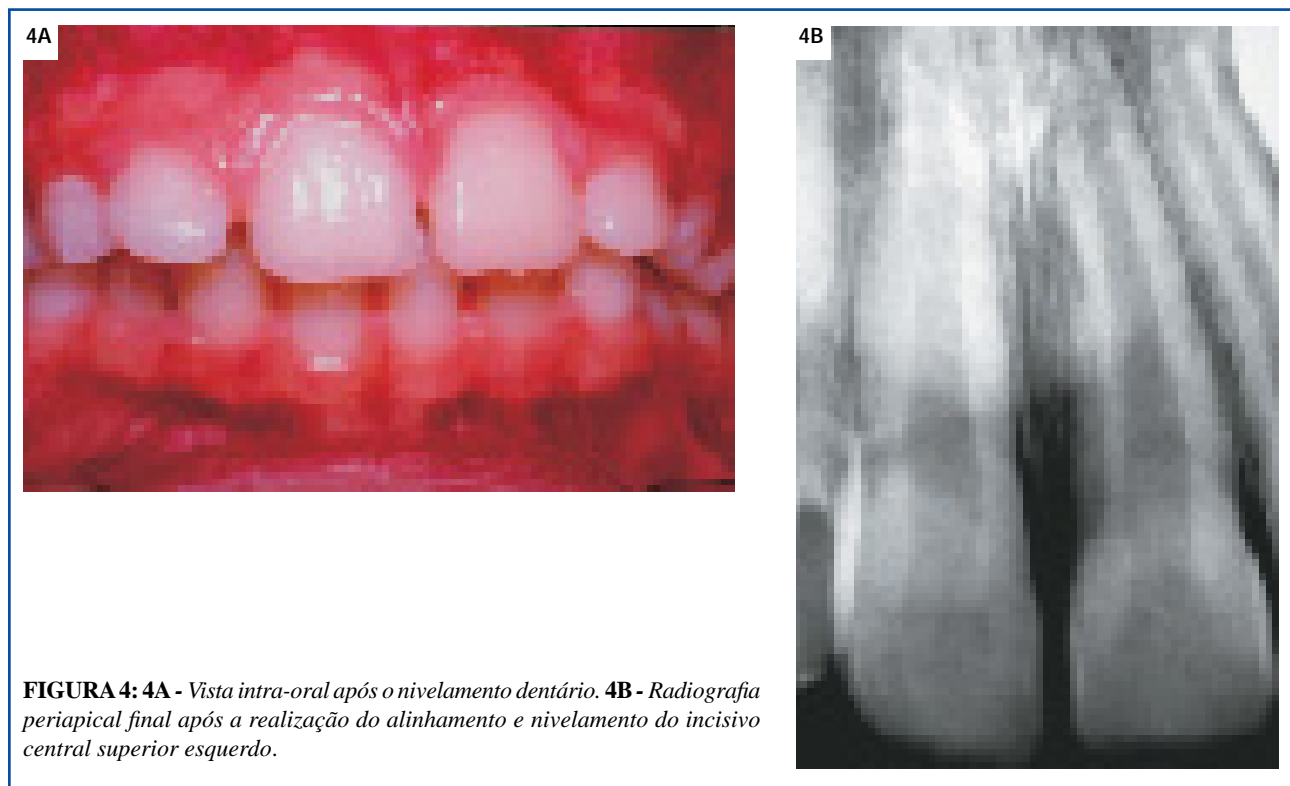 4A
4B
FIGURA 4: 4A - Vista intra-oral após o nivelamento dentário. 4B - Radiografia
periapical final após a realização do alinhamento e nivelamento do incisivo
central superior esquerdo.